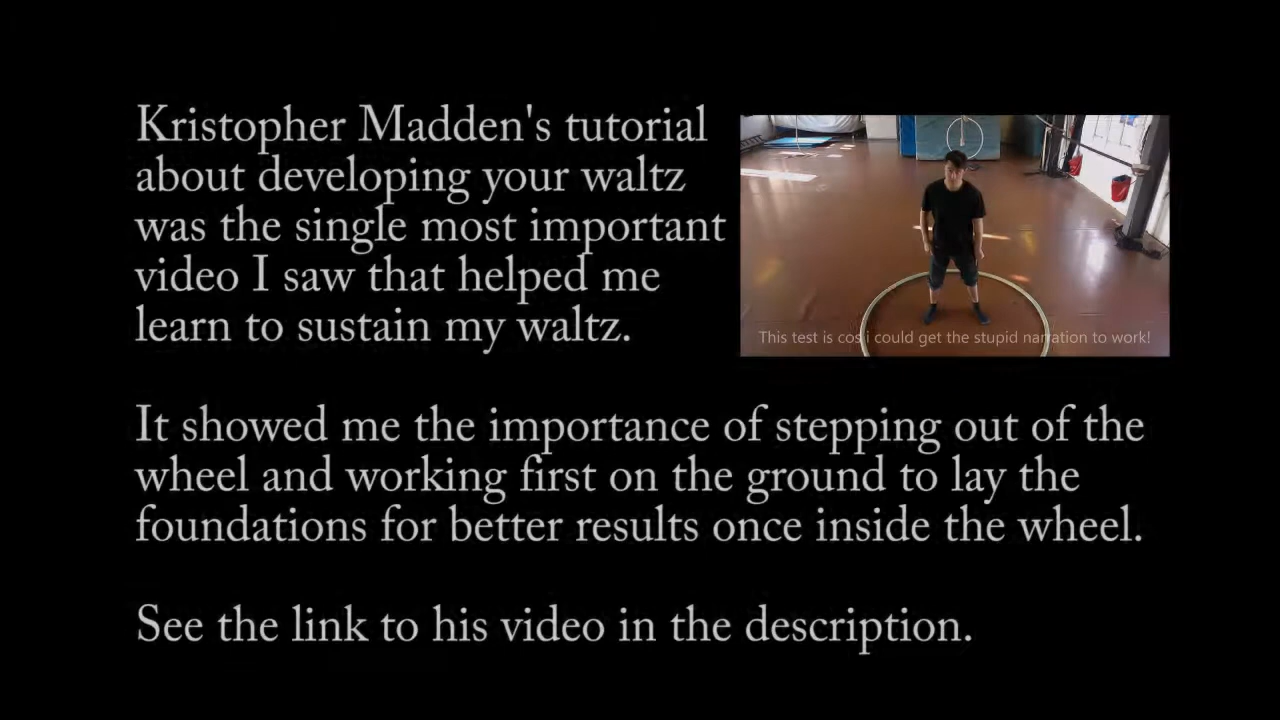 Kristopher Madden's tutorial
about developing your waltz
was the single most important
video I saw that helped me
learn to sustain my waltz.
This test is cos i could get the stupid narration to work!
It showed me the importance of stepping out of the
wheel and working first on the ground to lay the
foundations for better results once inside the wheel.
See the link to his video in the description.